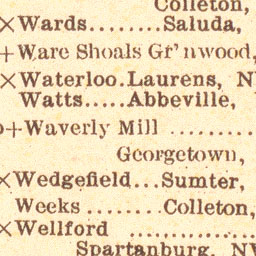 Colleton,
×Wards........Saluda,
+Ware Shoals Gr'nwood,
×Waterloo.Laurens, N
Watts.....Abbeville,
o+Waverly Mill ........
Georgetown,
×Wedgefield...Sumter,
Weeks ........Colleton,
×Wellford .............
Spartanburg, NW